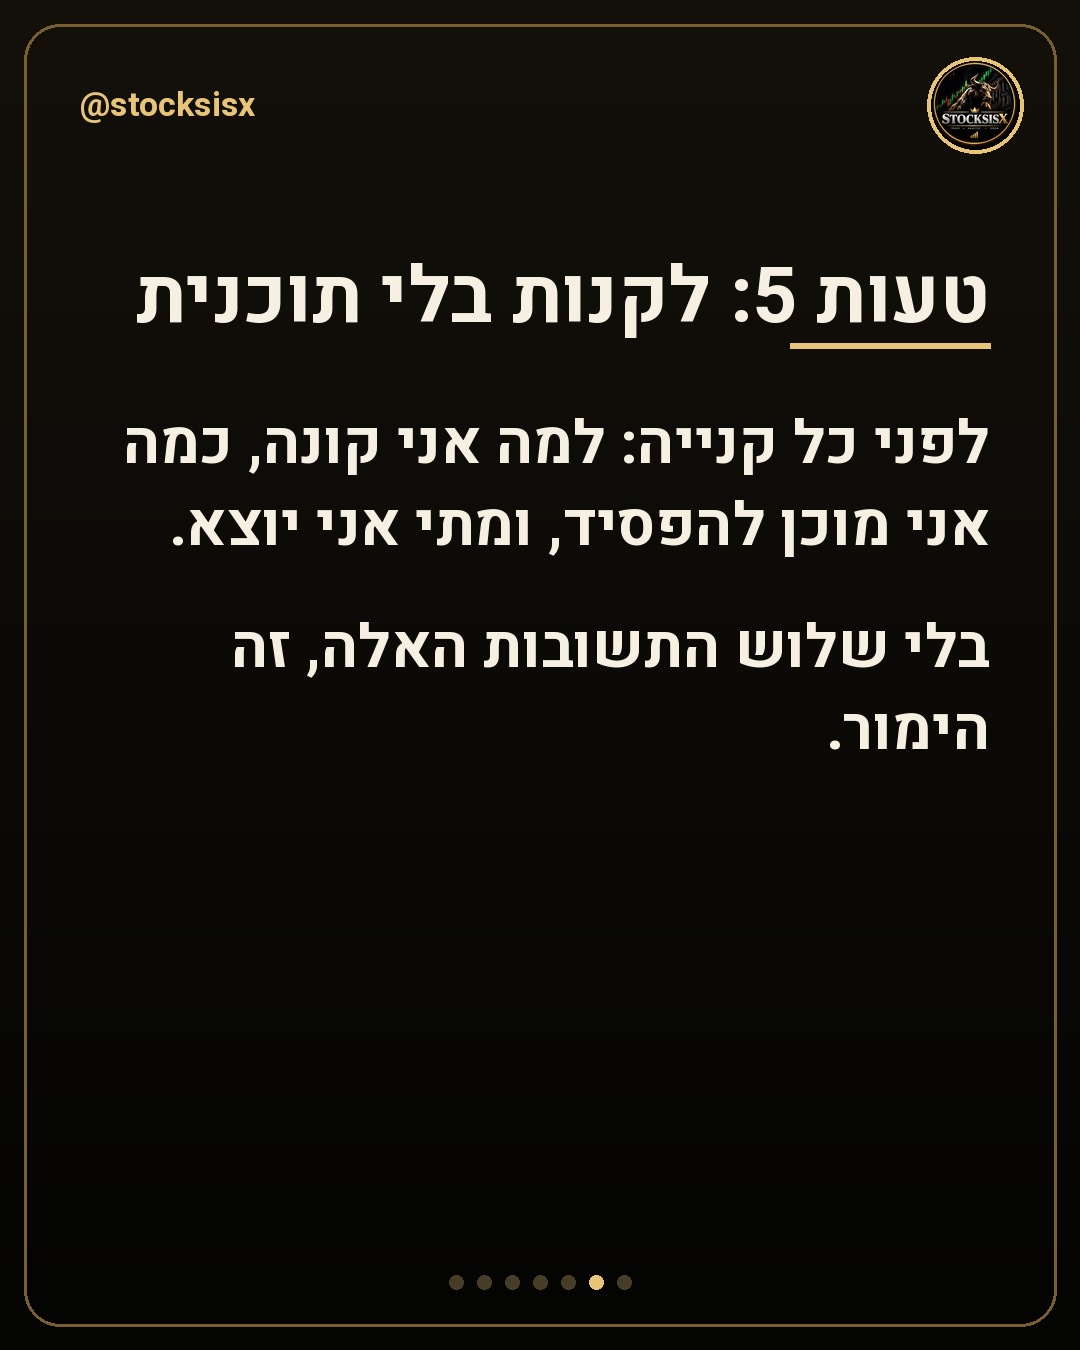 @stocksisx
STOCKSISX
טעות 5: לקנות בלי תוכנית
לפני כל קנייה: למה אני קונה, כמה
אני מוכן להפסיד, ומתי אני יוצא.
בלי שלוש התשובות האלה, זה
הימור.